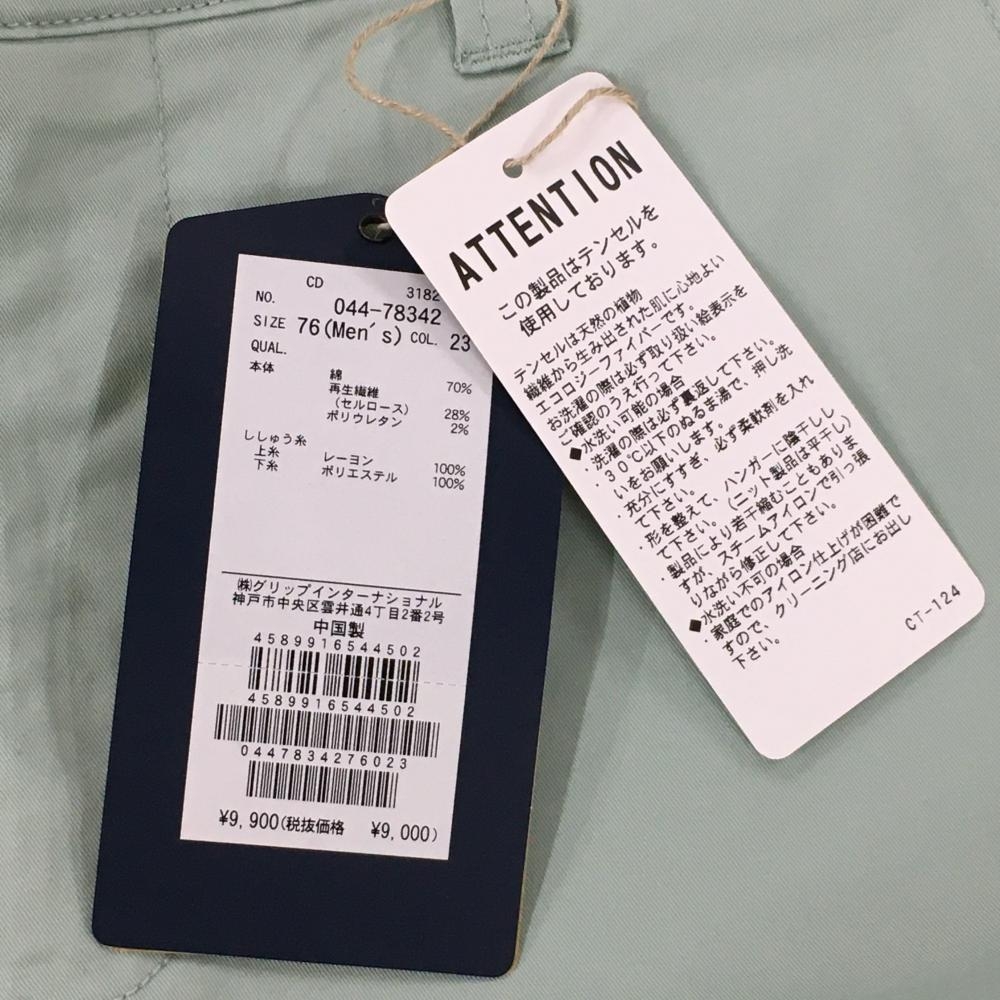 CD 3182
NO. 044-78342
SIZE 76(Men's) COL. 23
QUAL.
本体 綿 70%
再生繊維
(セルロース) 28%
ポリウレタン 2%
ししゅう糸
上糸 レーヨン 100%
下糸 ポリエステル 100%
㈱グリップインターナショナル
神戸市中央区雲井通4丁目2番2号
中国製
4589916544502
4589916544502
0447834276023
¥9,900(税抜価格 ¥9,000)
ATTENTION
この製品はテンセルを
使用しております。
テンセルは天然の植物
繊維から生み出された肌に心地よい
エコロジーファイバーです。
お洗濯の際は必ず取り扱い絵表示を
ご確認のうえ行って下さい。
◆水洗い可能の場合
・洗濯の際は必ず裏返して下さい。
・30℃以下のぬるま湯で、押し洗
いをお願いします。
・充分にすすぎ、必ず柔軟剤を入れ
て下さい。
・形を整えて、ハンガーに陰干しし
て下さい。(ニット製品は平干し)
・製品により若干縮むこともありま
すが、スチームアイロンで引っ張
りながら修正して下さい。
◆水洗い不可の場合
・家庭でのアイロン仕上げが困難で
すので、クリーニング店にお出し
下さい。
CT-124